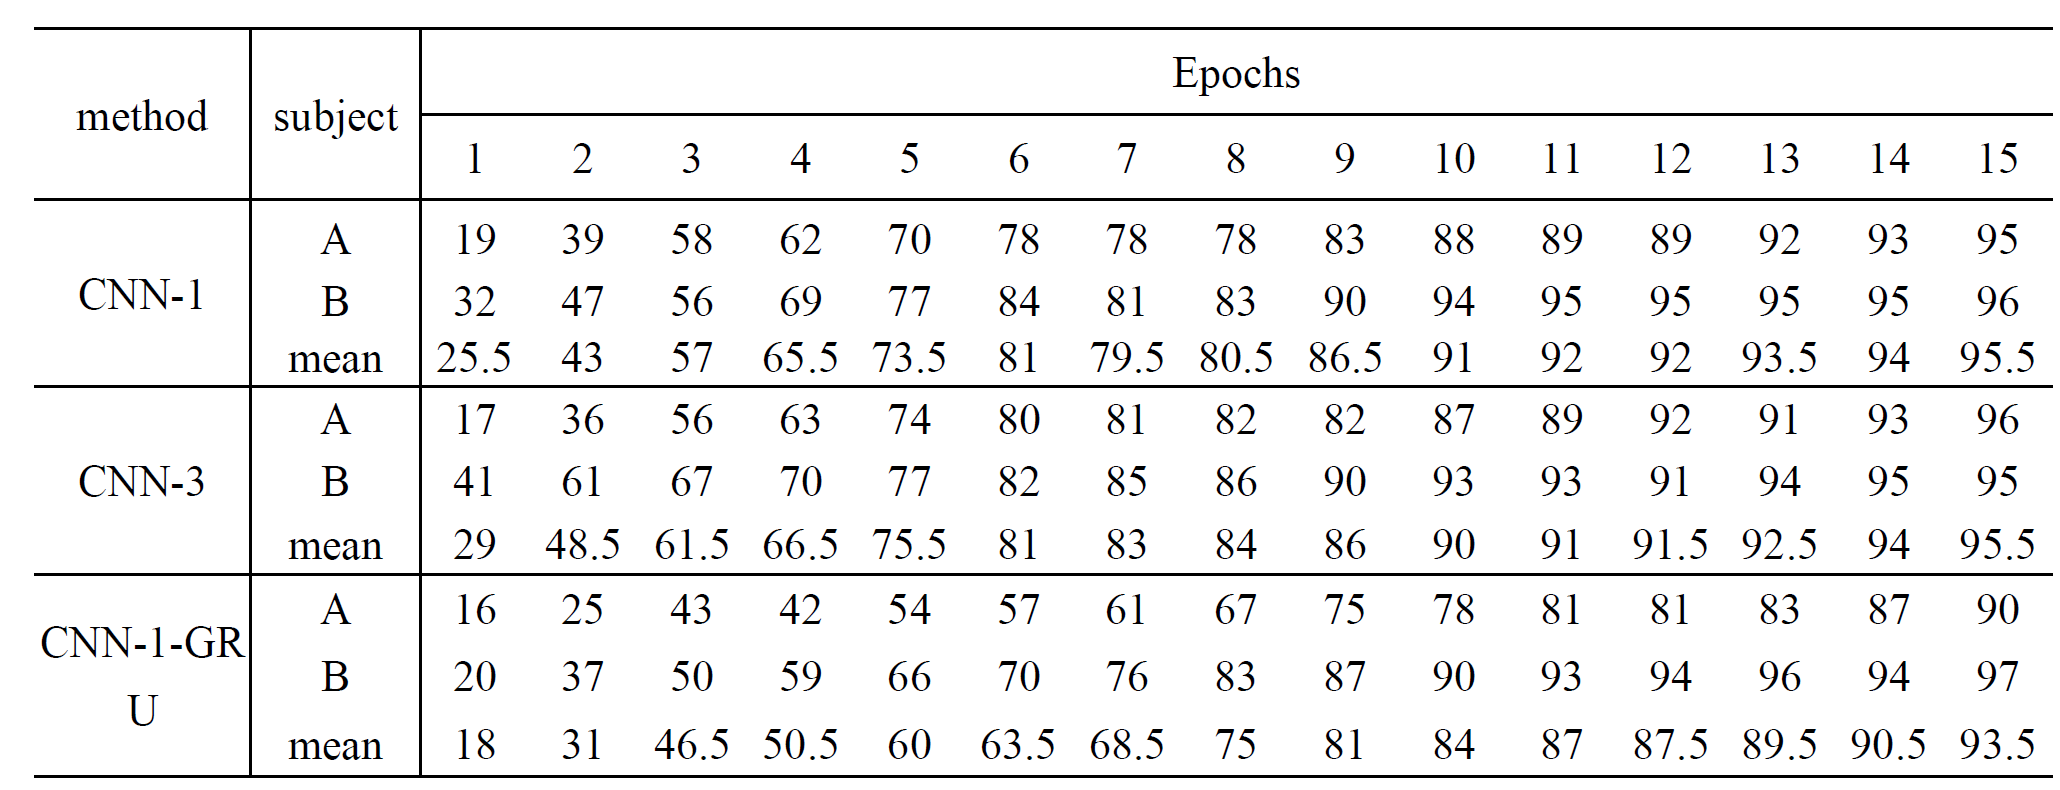 Epochs
method subject
1 2 3 4 5 6 7 8 9 10 11 12 13 14 15
A 19 39 58 62 70 78 78 78 83 88 89 89 92 93 95
CNN-1 B 32 47 56 69 77 84 81 83 90 94 95 95 95 95 96
mean 25.5 43 57 65.5 73.5 81 79.5 80.5 86.5 91 92 92 93.5 94 95.5
A 17 36 56 63 74 80 81 82 82 87 89 92 91 93 96
CNN-3 B 41 61 67 70 77 82 85 86 90 93 93 91 94 95 95
mean 29 48.5 61.5 66.5 75.5 81 83 84 86 90 91 91.5 92.5 94 95.5
A 16 25 43 42 54 57 61 67 75 78 81 81 83 87 90
CNN-1-GR
B 20 37 50 59 66 70 76 83 87 90 93 94 96 94 97
U
mean 18 31 46.5 50.5 60 63.5 68.5 75 81 84 87 87.5 89.5 90.5 93.5